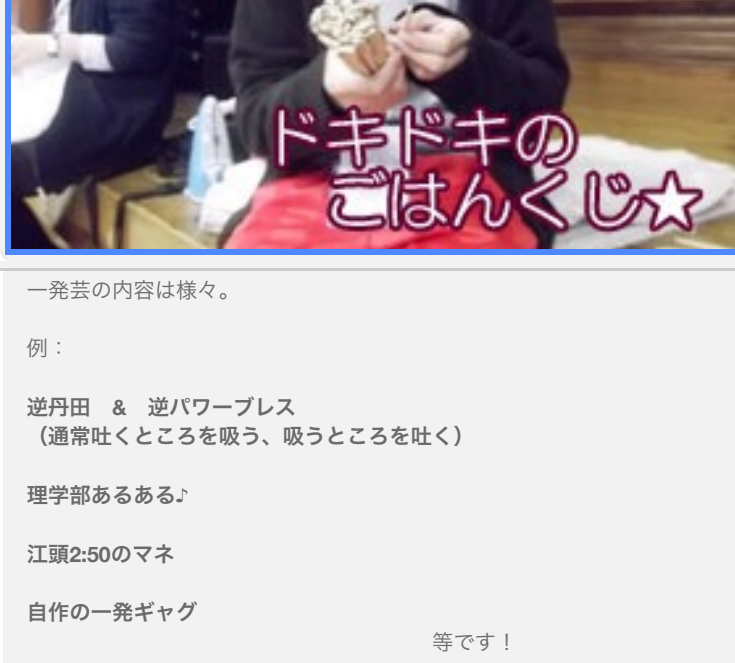 ドキドキの
ごはんくじ★
一発芸の内容は様々。
例：
逆丹田　&　逆パワーブレス
（通常吐くところを吸う、吸うところを吐く）
理学部あるある♪
江頭2:50のマネ
自作の一発ギャグ
等です！